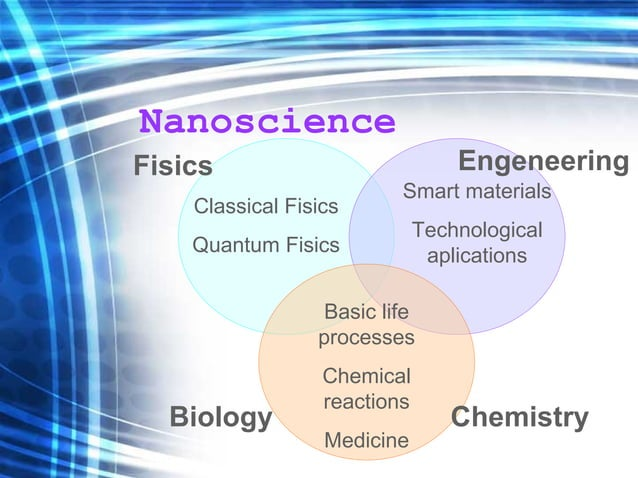 Nanoscience
Fisics
Engeneering
Classical Fisics
Quantum Fisics
Smart materials
Technological
aplications
Basic life
processes
Chemical
reactions
Medicine
Biology
Chemistry